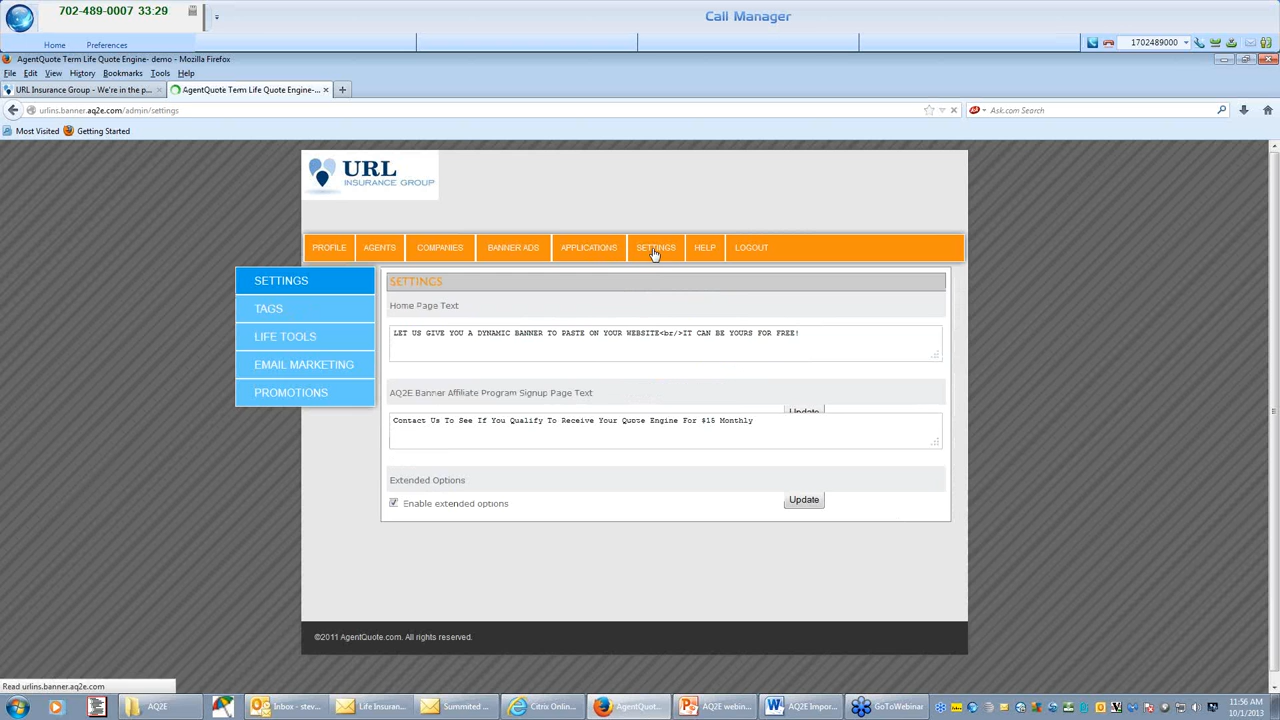 702-489-0007 33:29
Call Manager
Home Preferences
1702489000
AgentQuote Term Life Quote Engine- demo - Mozilla Firefox
File Edit View History Bookmarks Tools Help
URL Insurance Group - We're in the p... AgentQuote Term Life Quote Engine-...
urlins.banner.aq2e.com/admin/settings
Ask.com Search
Most Visited Getting Started
URL
INSURANCE GROUP
PROFILE AGENTS COMPANIES BANNER ADS APPLICATIONS SETTINGS HELP LOGOUT
SETTINGS
TAGS
LIFE TOOLS
EMAIL MARKETING
PROMOTIONS
SETTINGS
Home Page Text
LET US GIVE YOU A DYNAMIC BANNER TO PASTE ON YOUR WEBSITE<br/>IT CAN BE YOURS FOR FREE!
AQ2E Banner Affiliate Program Signup Page Text
Update
Contact Us To See If You Qualify To Receive Your Quote Engine For $15 Monthly
Extended Options
Enable extended options
Update
©2011 AgentQuote.com. All rights reserved.
Read urlins.banner.aq2e.com
AQ2E
Inbox - stev...
Life Insuran...
Summited ...
Citrix Onlin...
AgentQuot...
AQ2E webin...
AQ2E Impor...
GoToWebinar
11:56 AM
10/1/2013